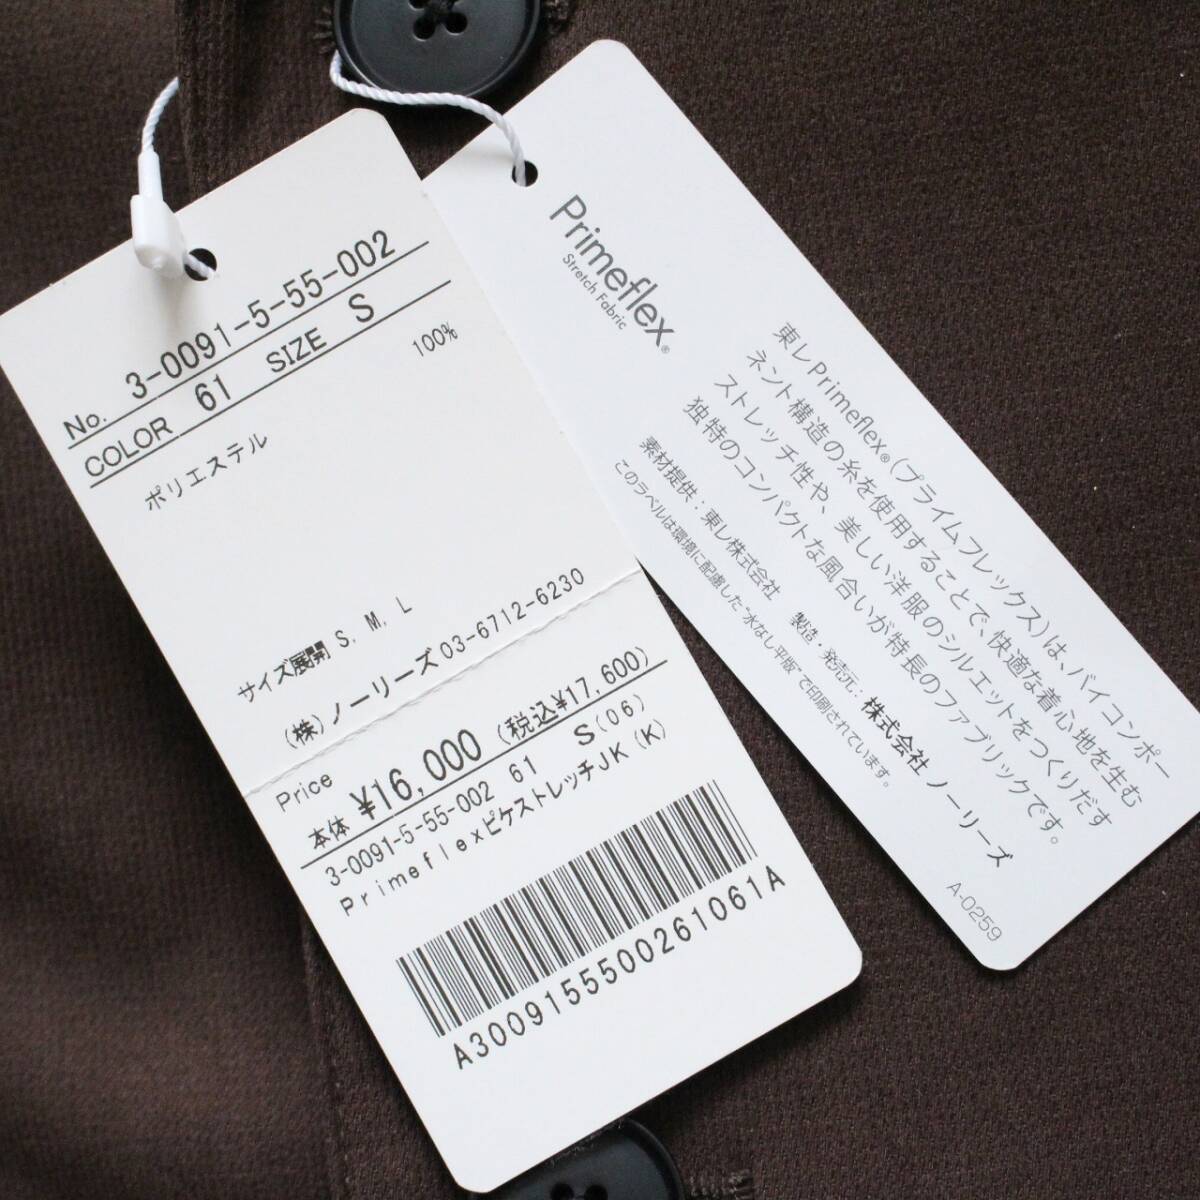 No. 3-0091-5-55-002
COLOR 61 SIZE S
ポリエステル 100%
サイズ展開 S, M, L
(株)ノーリーズ 03-6712-6230
Price
本体 ¥16,000 (税込¥17,600)
3-0091-5-55-002 61 S(06)
PrimeflexピケストレッチJK(K)
A30091555002610​61A
Primeflex®
Stretch Fabric
東レPrimeflex®(プライムフレックス)は、バイコンポー
ネント構造の糸を使用することで、快適な着心地を生む
ストレッチ性や、美しい洋服のシルエットをつくりだす
独特のコンパクトな風合いが特長のファブリックです。
素材提供:東レ株式会社 製造・発売元:株式会社 ノーリーズ
このラベルは環境に配慮した"水なし平版"で印刷されています。
A-0259